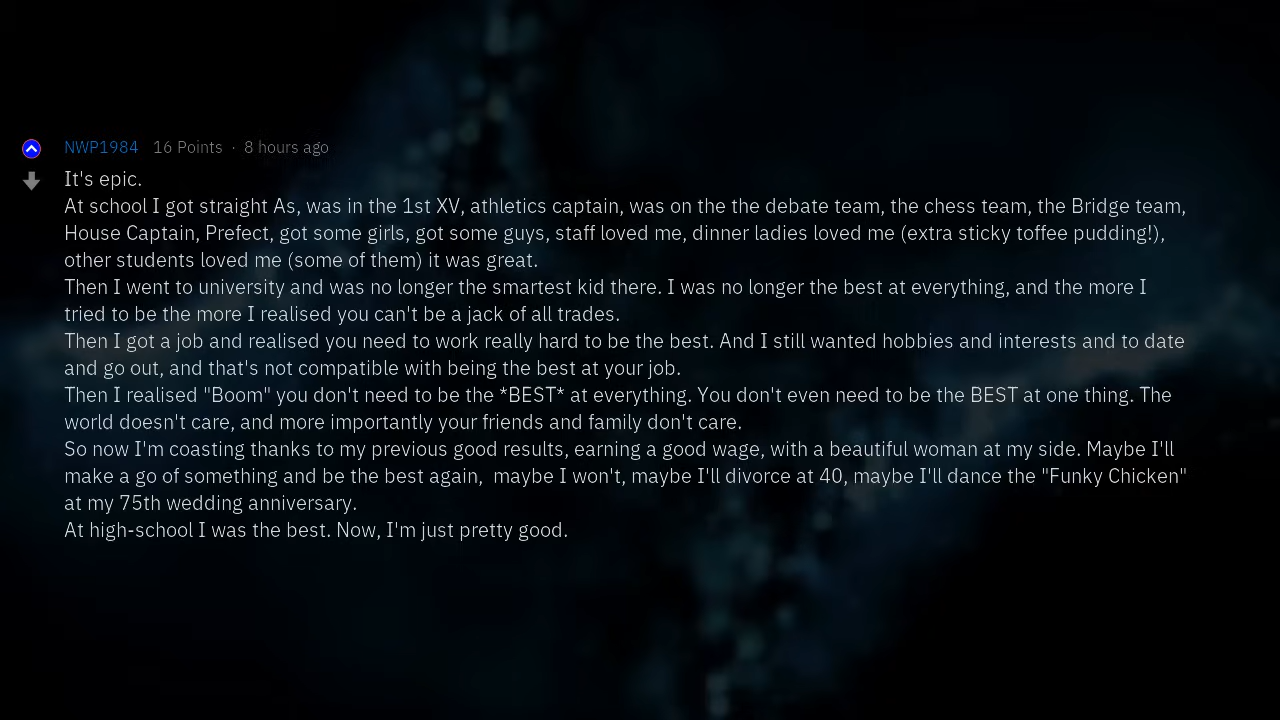 NWP1984 16 Points · 8 hours ago
It's epic.
At school I got straight As, was in the 1st XV, athletics captain, was on the the debate team, the chess team, the Bridge team,
House Captain, Prefect, got some girls, got some guys, staff loved me, dinner ladies loved me (extra sticky toffee pudding!),
other students loved me (some of them) it was great.
Then I went to university and was no longer the smartest kid there. I was no longer the best at everything, and the more I
tried to be the more I realised you can't be a jack of all trades.
Then I got a job and realised you need to work really hard to be the best. And I still wanted hobbies and interests and to date
and go out, and that's not compatible with being the best at your job.
Then I realised "Boom" you don't need to be the *BEST* at everything. You don't even need to be the BEST at one thing. The
world doesn't care, and more importantly your friends and family don't care.
So now I'm coasting thanks to my previous good results, earning a good wage, with a beautiful woman at my side. Maybe I'll
make a go of something and be the best again,  maybe I won't, maybe I'll divorce at 40, maybe I'll dance the "Funky Chicken"
at my 75th wedding anniversary.
At high-school I was the best. Now, I'm just pretty good.